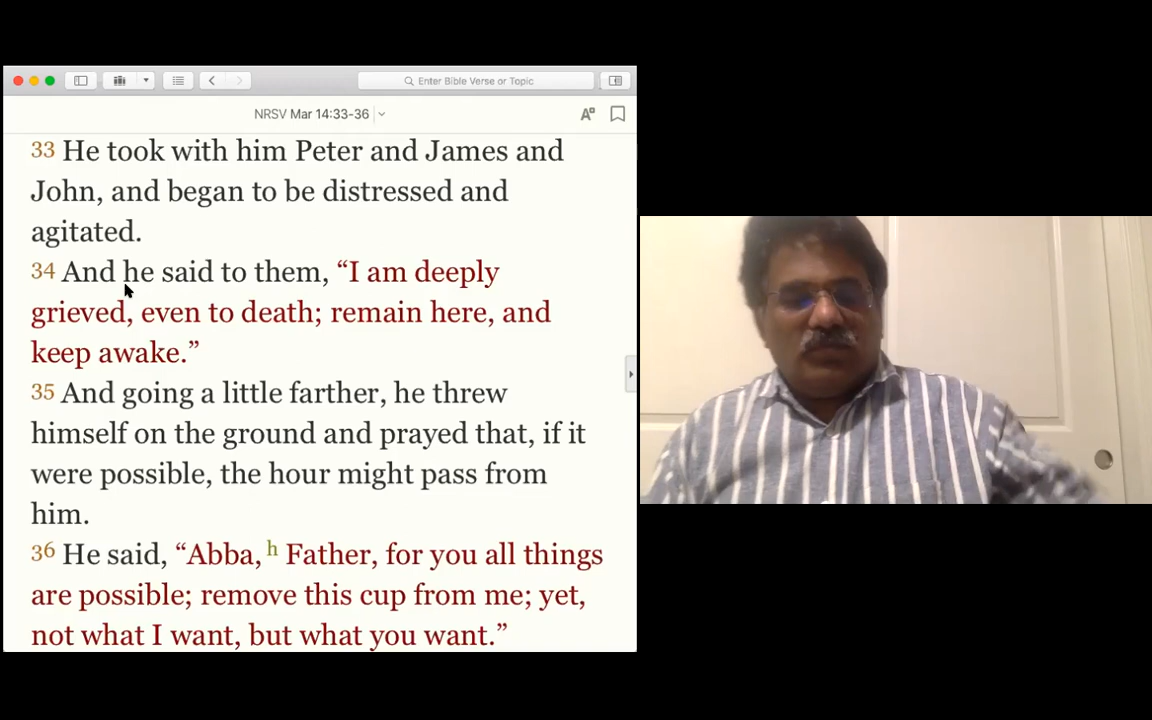 Enter Bible Verse or Topic
NRSV Mar 14:33-36
33 He took with him Peter and James and
John, and began to be distressed and
agitated.
34 And he said to them, “I am deeply
grieved, even to death; remain here, and
keep awake.”
35 And going a little farther, he threw
himself on the ground and prayed that, if it
were possible, the hour might pass from
him.
36 He said, “Abba, h Father, for you all things
are possible; remove this cup from me; yet,
not what I want, but what you want.”